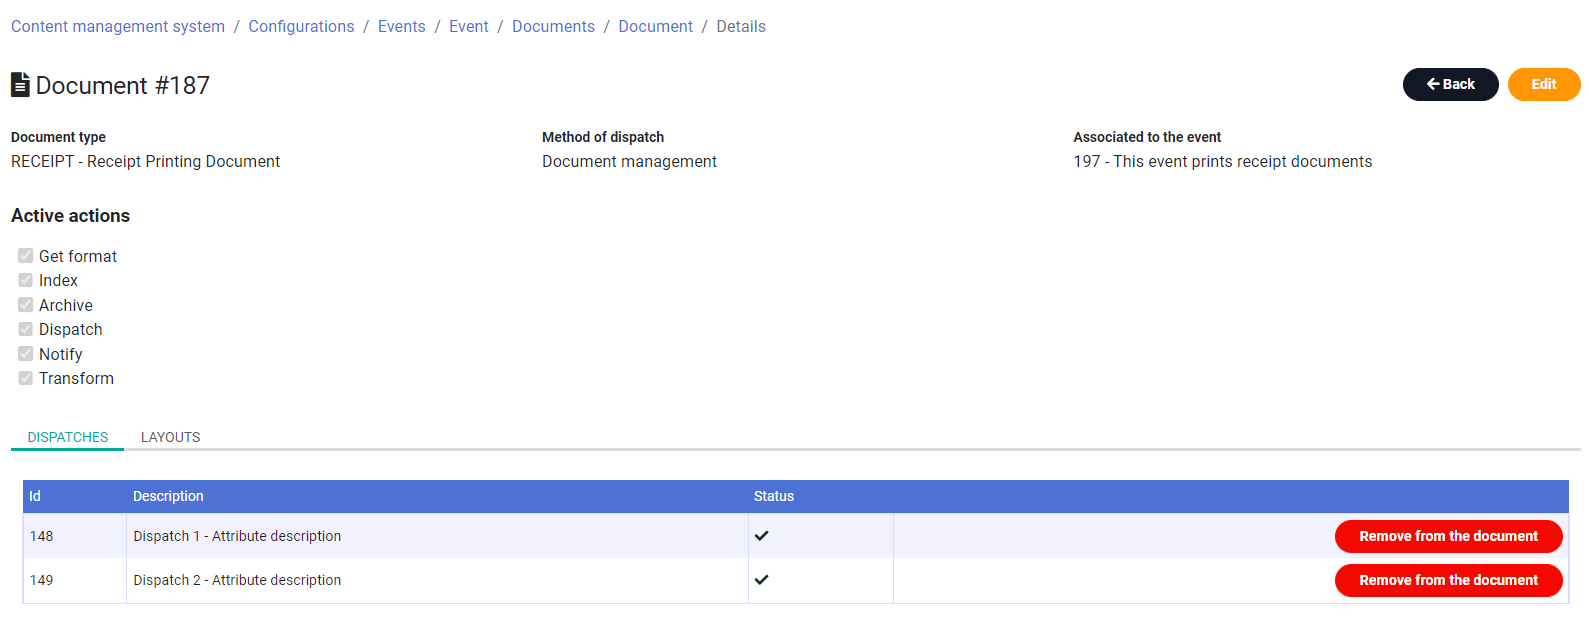 Content management system / Configurations / Events / Event / Documents / Document / Details
Document #187
Back
Edit
Document type
RECEIPT - Receipt Printing Document
Method of dispatch
Document management
Associated to the event
197 - This event prints receipt documents
Active actions
Get format
Index
Archive
Dispatch
Notify
Transform
DISPATCHES LAYOUTS
Id Description Status
148 Dispatch 1 - Attribute description Remove from the document
149 Dispatch 2 - Attribute description Remove from the document